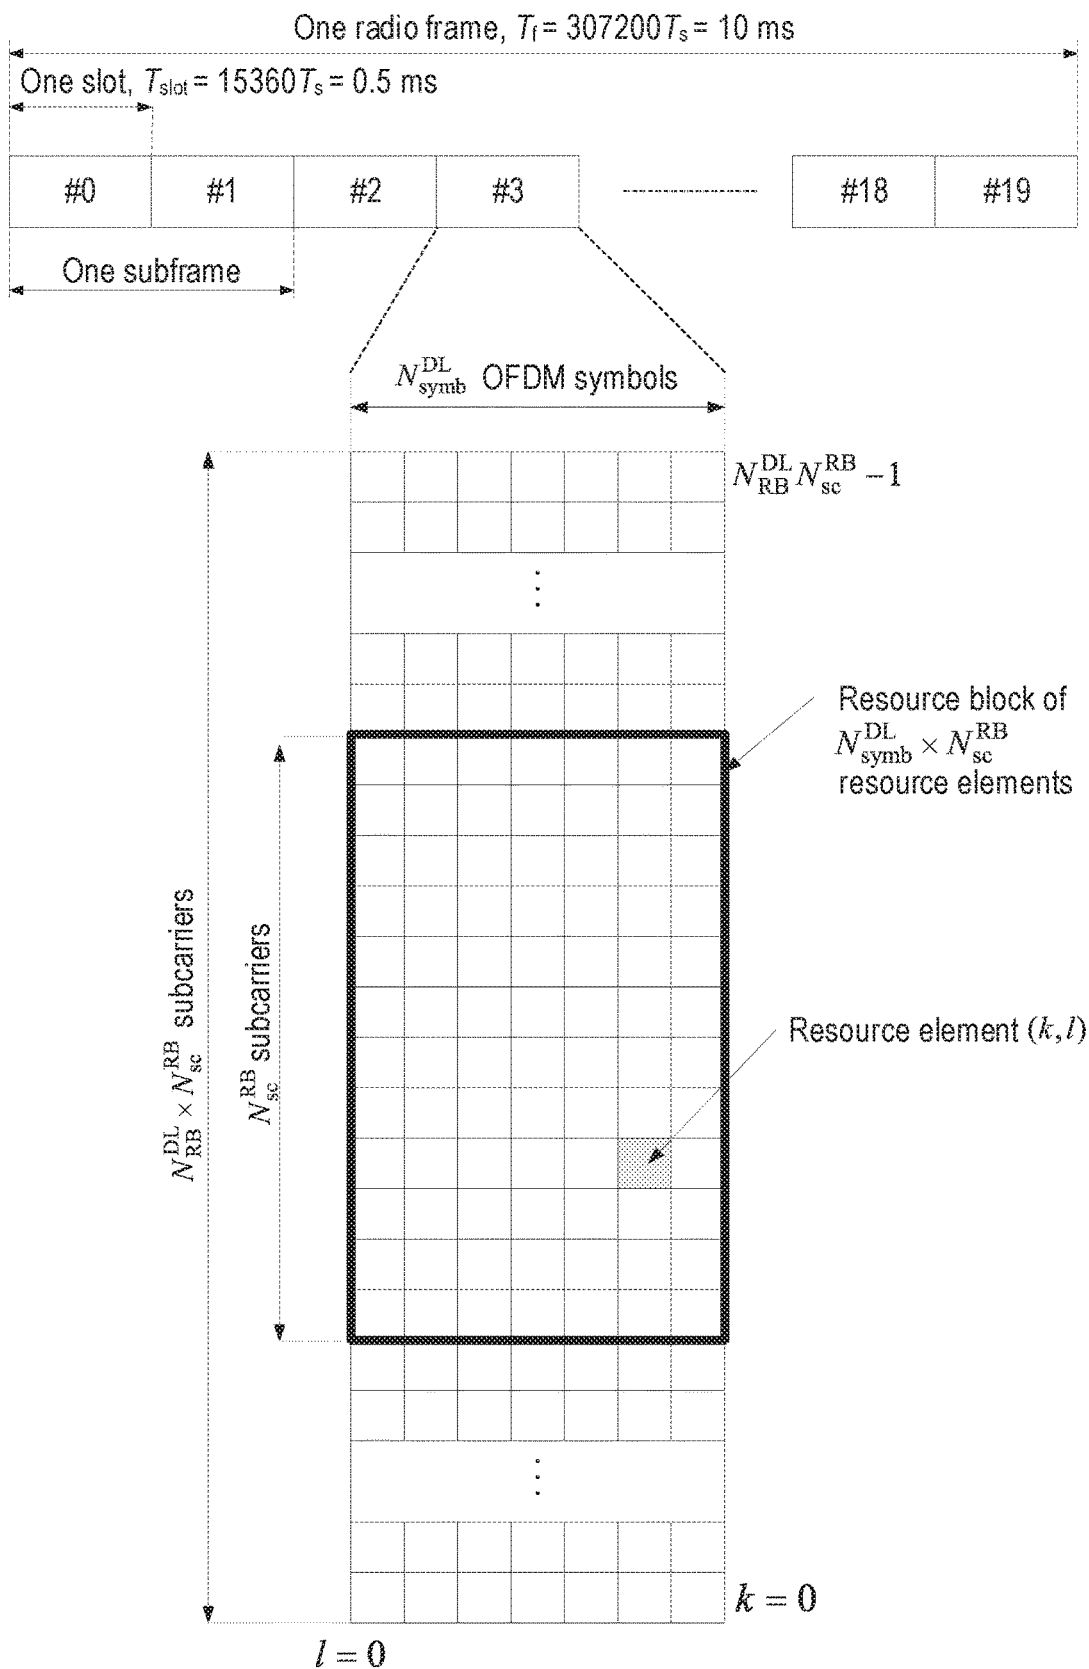 One radio frame, T_f = 307200T_s = 10 ms
One slot, T_slot = 15360T_s = 0.5 ms
#0 #1 #2 #3 #18 #19
One subframe
N_symb^DL OFDM symbols
N_RB^DL N_sc^RB − 1
Resource block of
N_symb^DL × N_sc^RB
resource elements
N_RB^DL × N_sc^RB subcarriers
N_sc^RB subcarriers
Resource element (k, l)
k = 0
l = 0